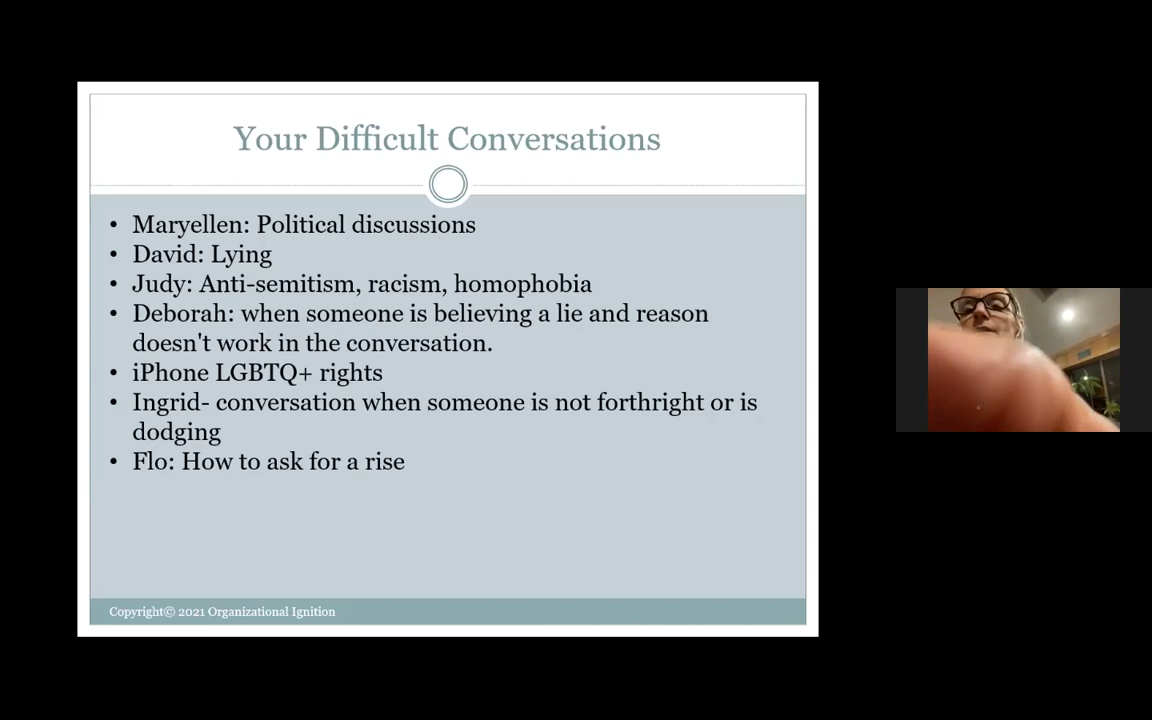 Your Difficult Conversations
• Maryellen: Political discussions
• David: Lying
• Judy: Anti-semitism, racism, homophobia
• Deborah: when someone is believing a lie and reason
doesn't work in the conversation.
• iPhone LGBTQ+ rights
• Ingrid- conversation when someone is not forthright or is
dodging
• Flo: How to ask for a rise
Copyright© 2021 Organizational Ignition